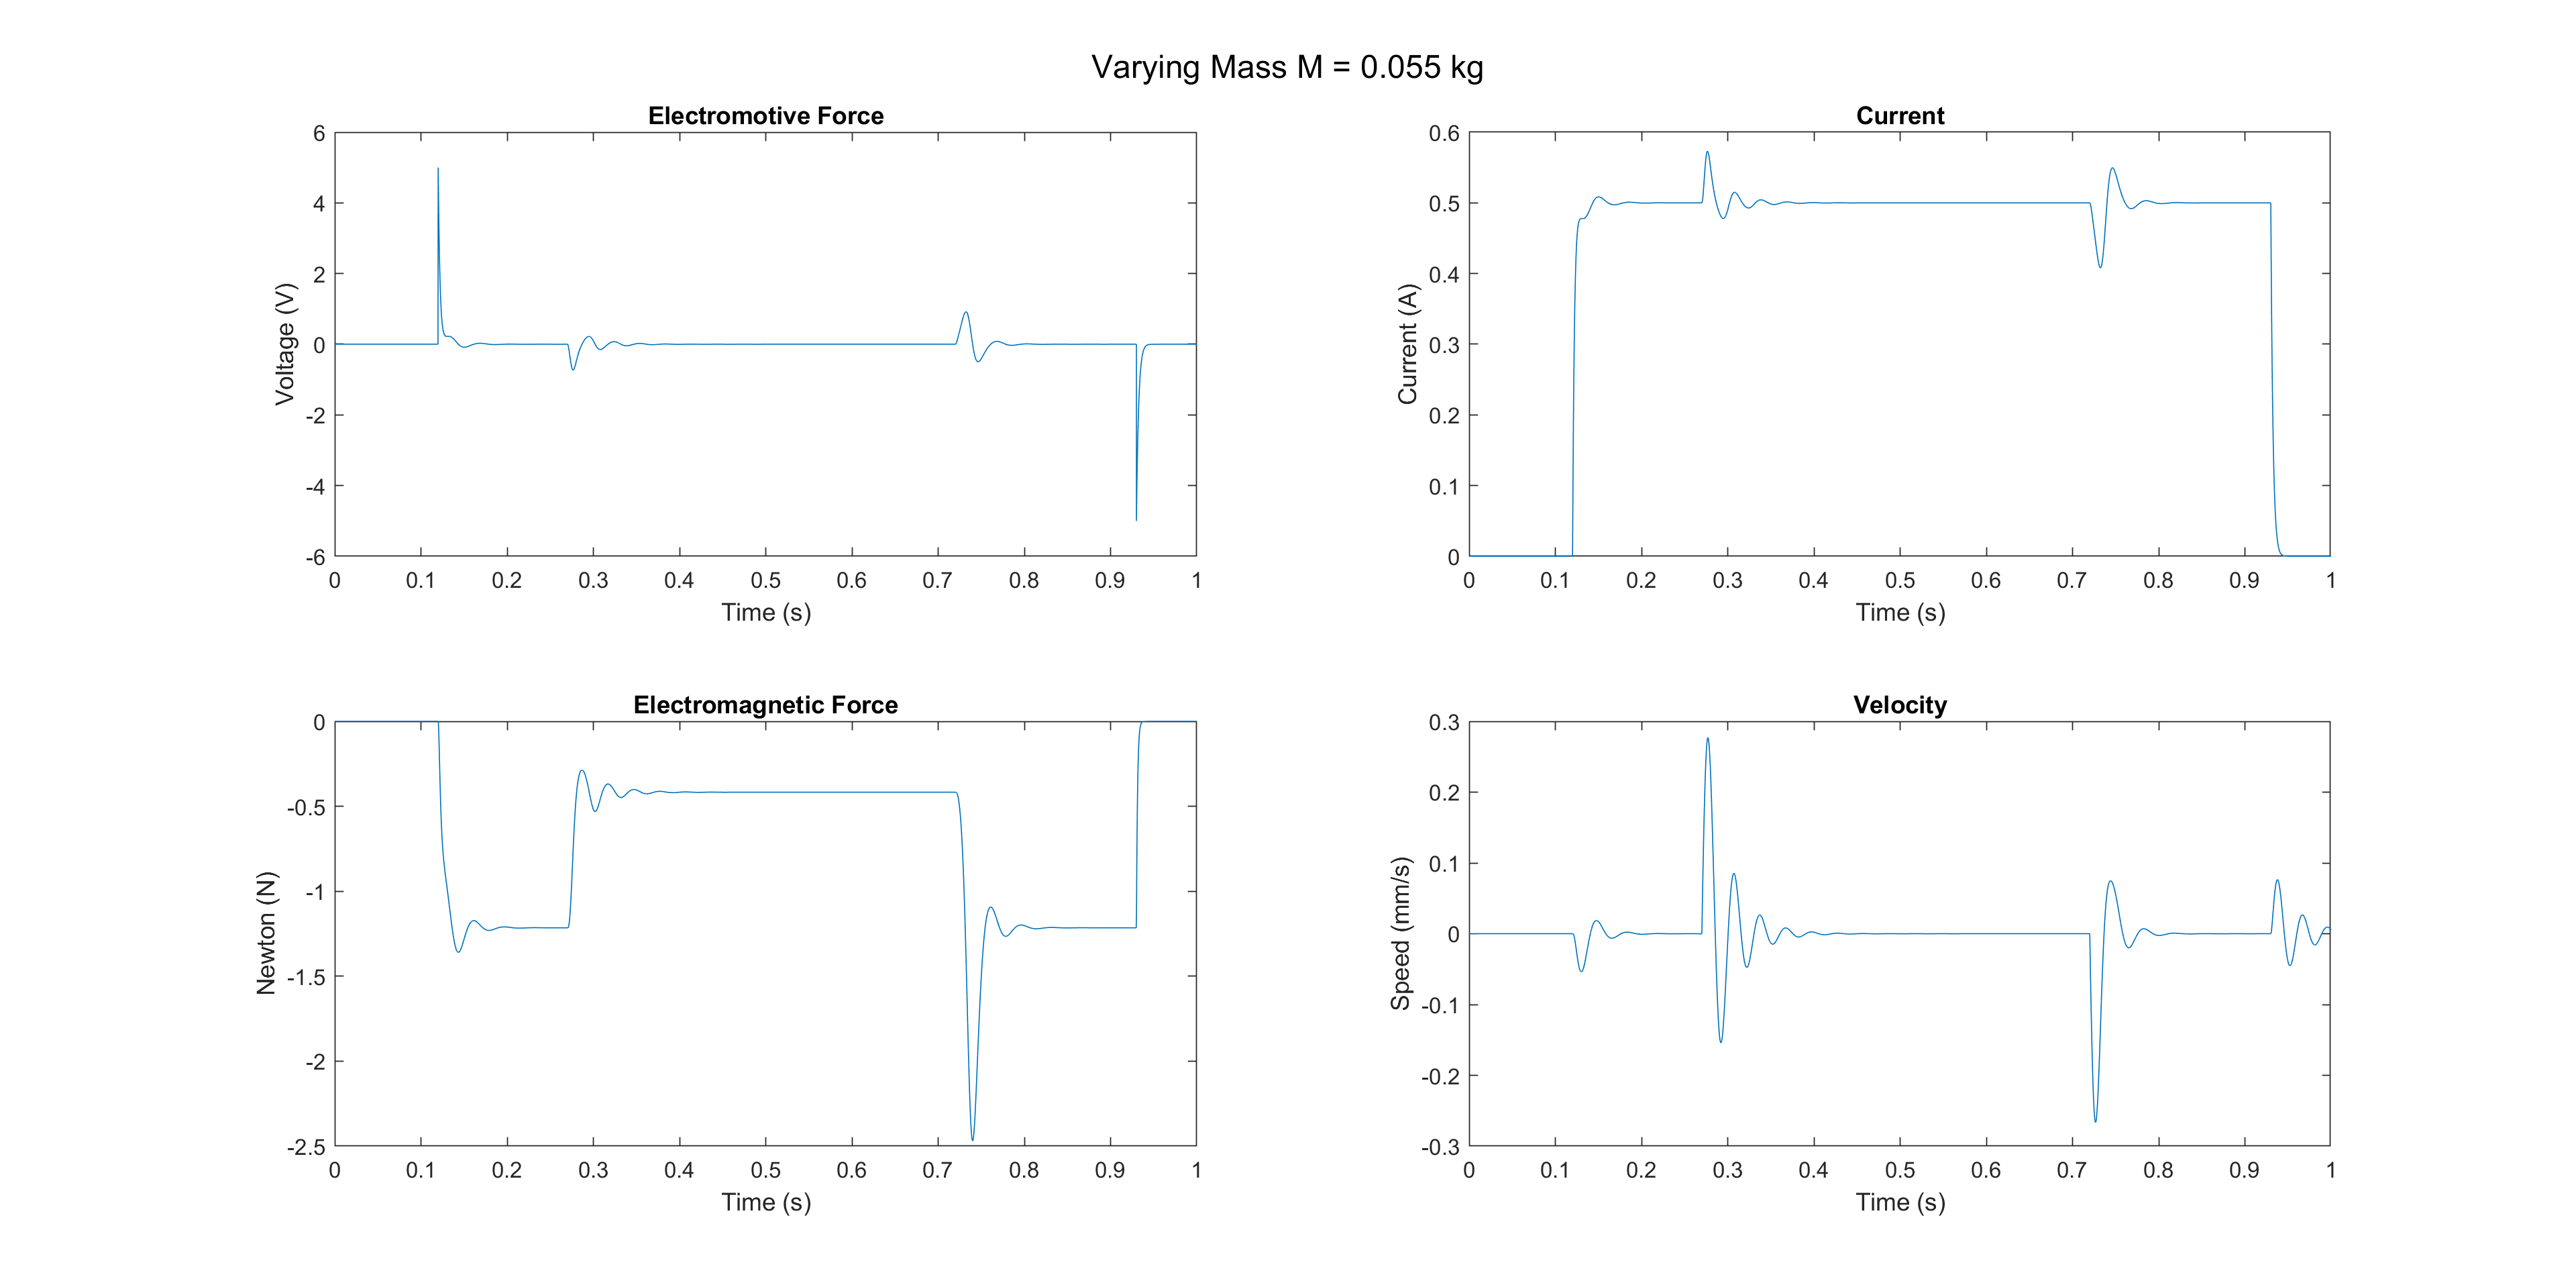 Varying Mass M = 0.055 kg
Electromotive Force
6
4
2
0
-2
-4
-6
Voltage (V)
0 0.1 0.2 0.3 0.4 0.5 0.6 0.7 0.8 0.9 1
Time (s)
Current
0.6
0.5
0.4
0.3
0.2
0.1
0
Current (A)
0 0.1 0.2 0.3 0.4 0.5 0.6 0.7 0.8 0.9 1
Time (s)
Electromagnetic Force
0
-0.5
-1
-1.5
-2
-2.5
Newton (N)
0 0.1 0.2 0.3 0.4 0.5 0.6 0.7 0.8 0.9 1
Time (s)
Velocity
0.3
0.2
0.1
0
-0.1
-0.2
-0.3
Speed (mm/s)
0 0.1 0.2 0.3 0.4 0.5 0.6 0.7 0.8 0.9 1
Time (s)